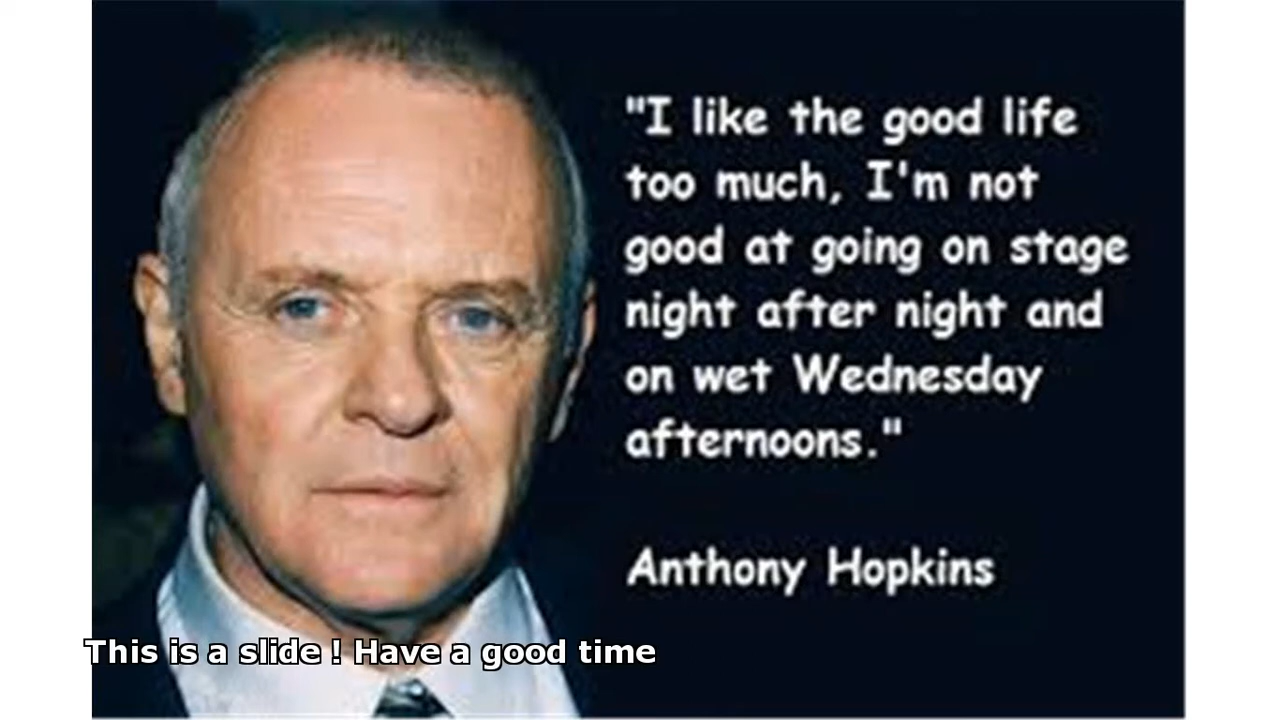 "I like the good life
too much, I'm not
good at going on stage
night after night and
on wet Wednesday
afternoons."
Anthony Hopkins
This is a slide ! Have a good time